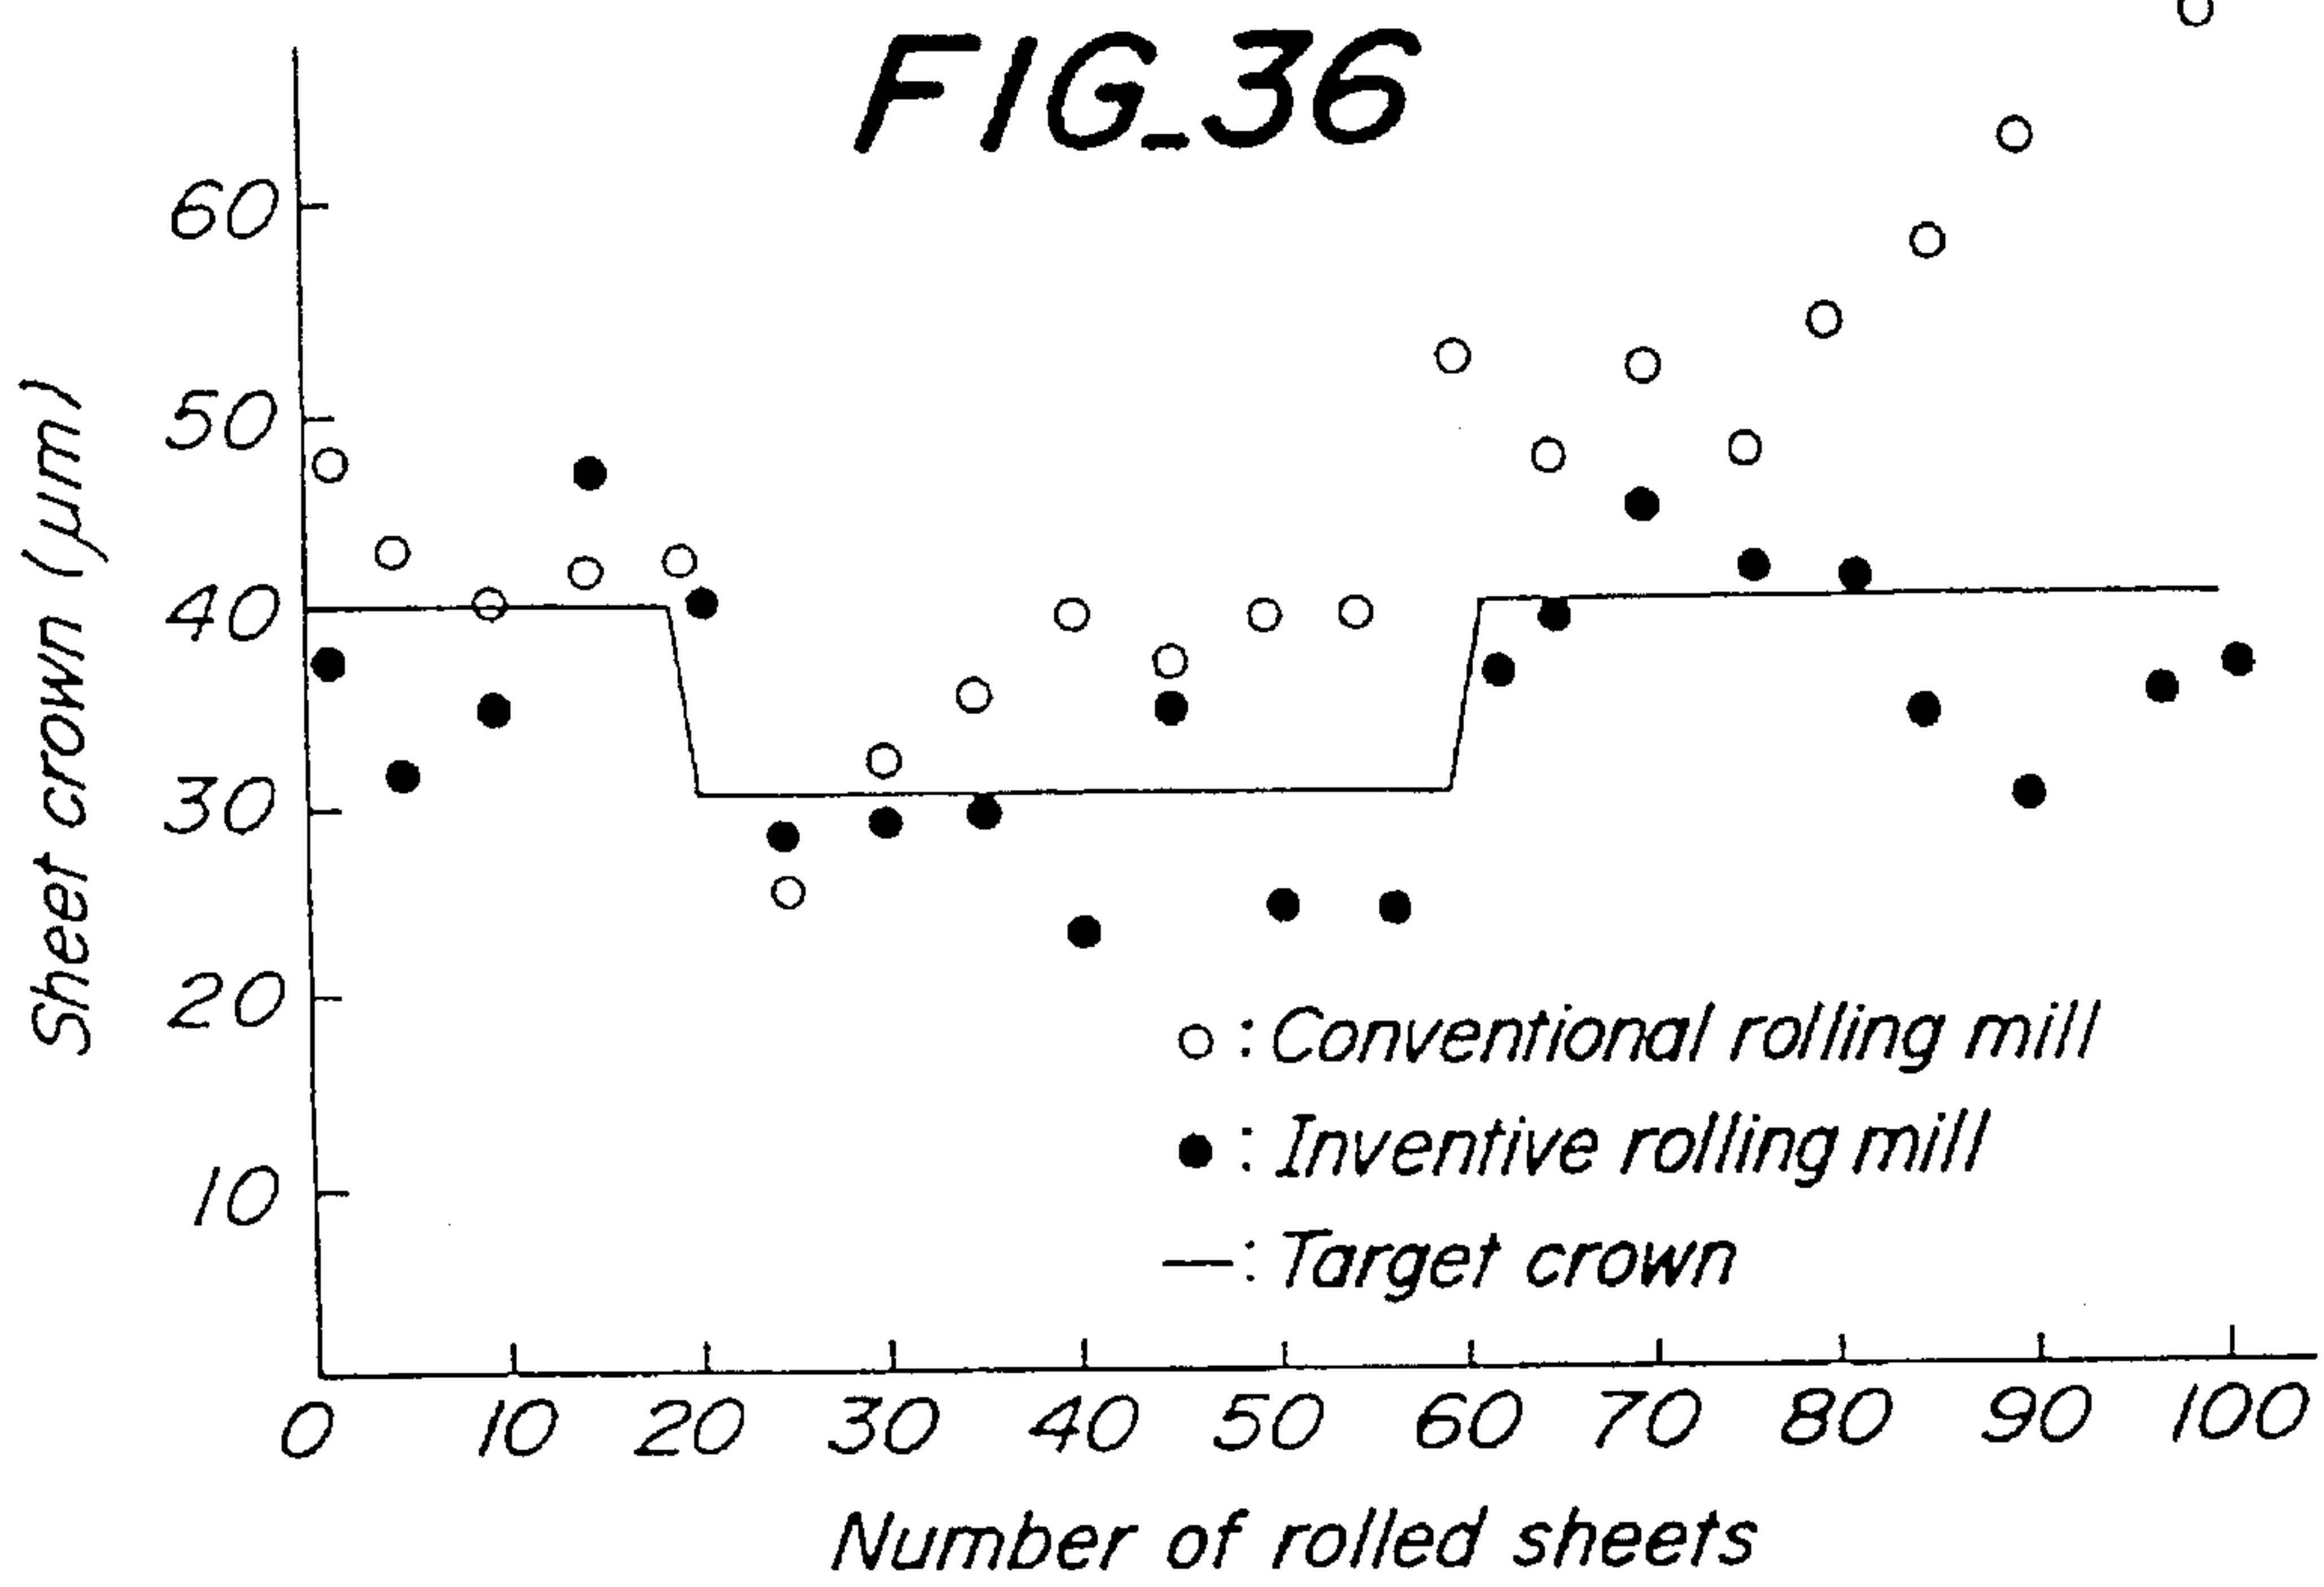 FIG_36
60
50
40
30
20
10
Sheet crown (μm)
○ : Conventional rolling mill
● : Inventive rolling mill
— : Target crown
0 10 20 30 40 50 60 70 80 90 100
Number of rolled sheets